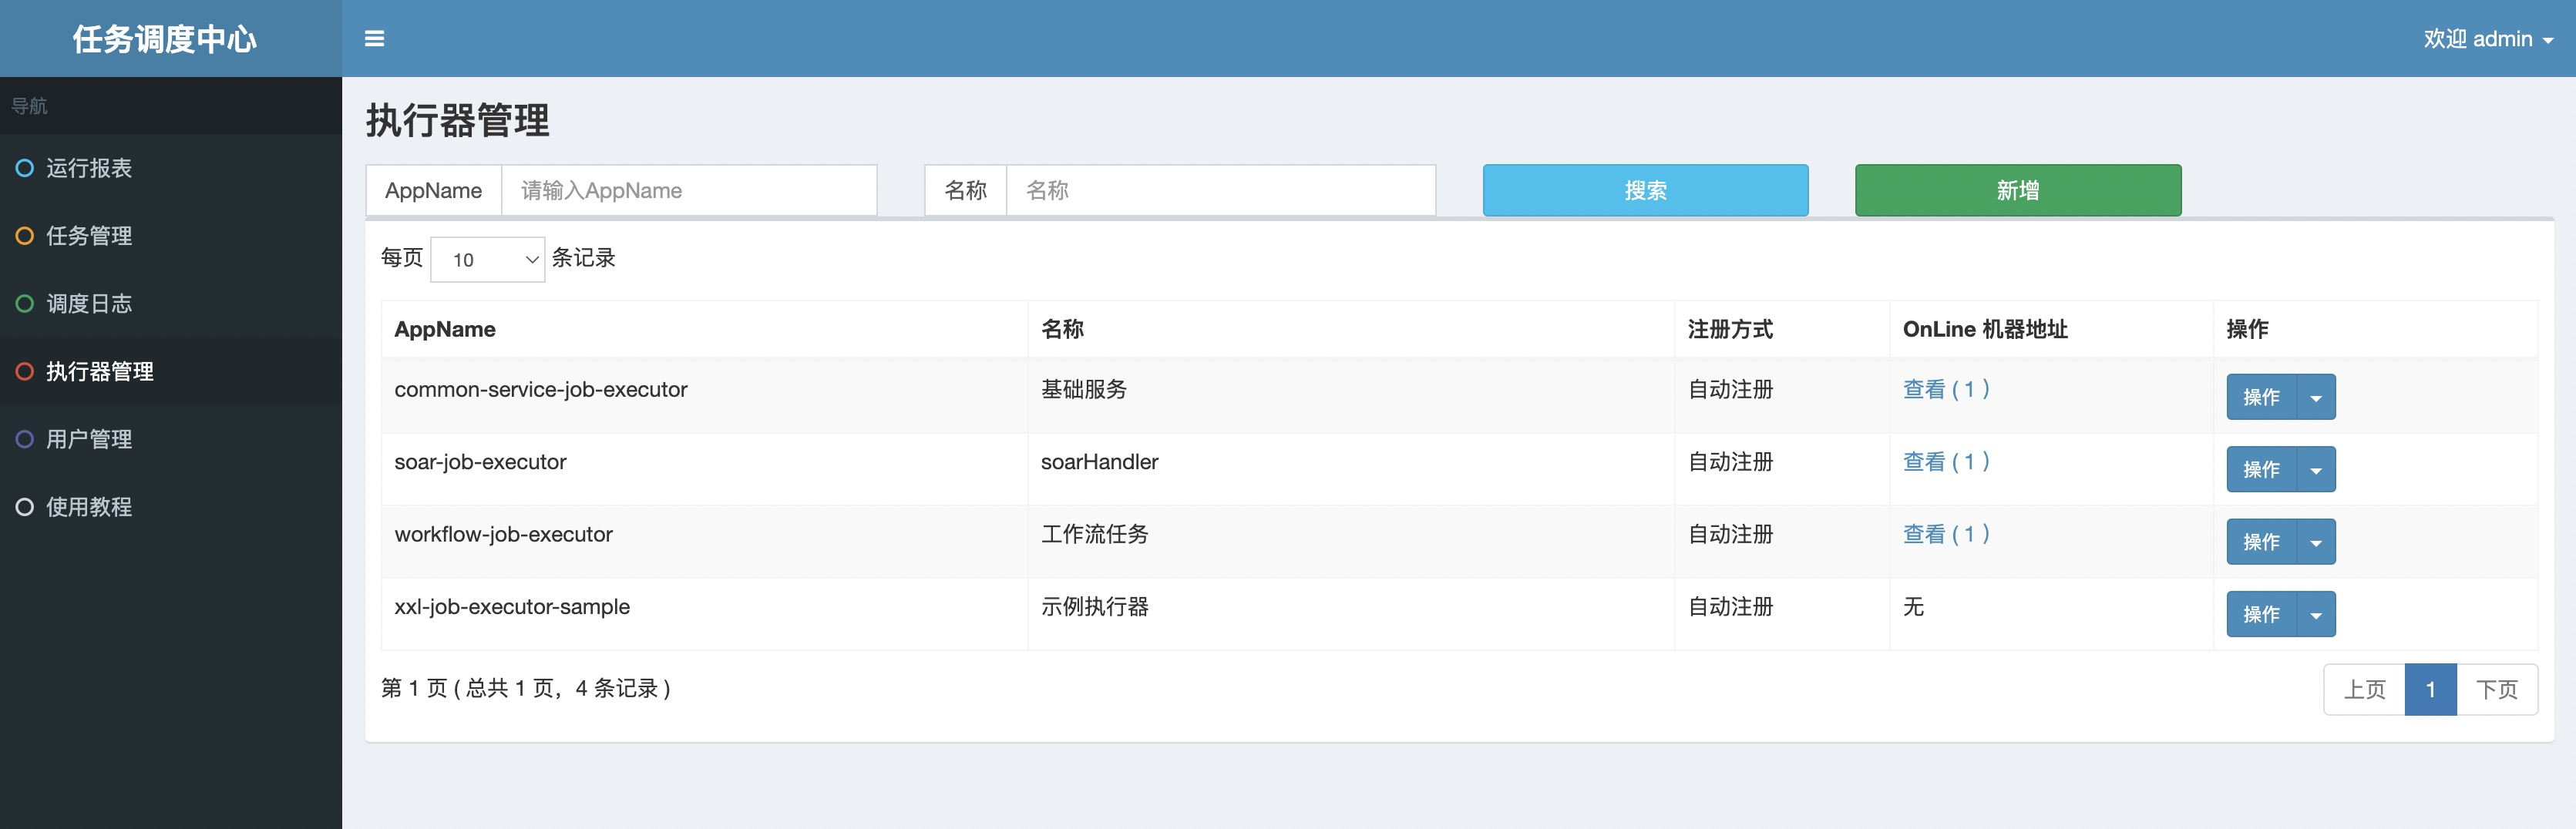 任务调度中心
欢迎 admin
导航
运行报表
任务管理
调度日志
执行器管理
用户管理
使用教程
执行器管理
AppName 请输入AppName 名称 名称 搜索 新增
每页 10 条记录
AppName 名称 注册方式 OnLine 机器地址 操作
common-service-job-executor 基础服务 自动注册 查看 ( 1 ) 操作
soar-job-executor soarHandler 自动注册 查看 ( 1 ) 操作
workflow-job-executor 工作流任务 自动注册 查看 ( 1 ) 操作
xxl-job-executor-sample 示例执行器 自动注册 无 操作
第 1 页 ( 总共 1 页，4 条记录 ) 上页 1 下页